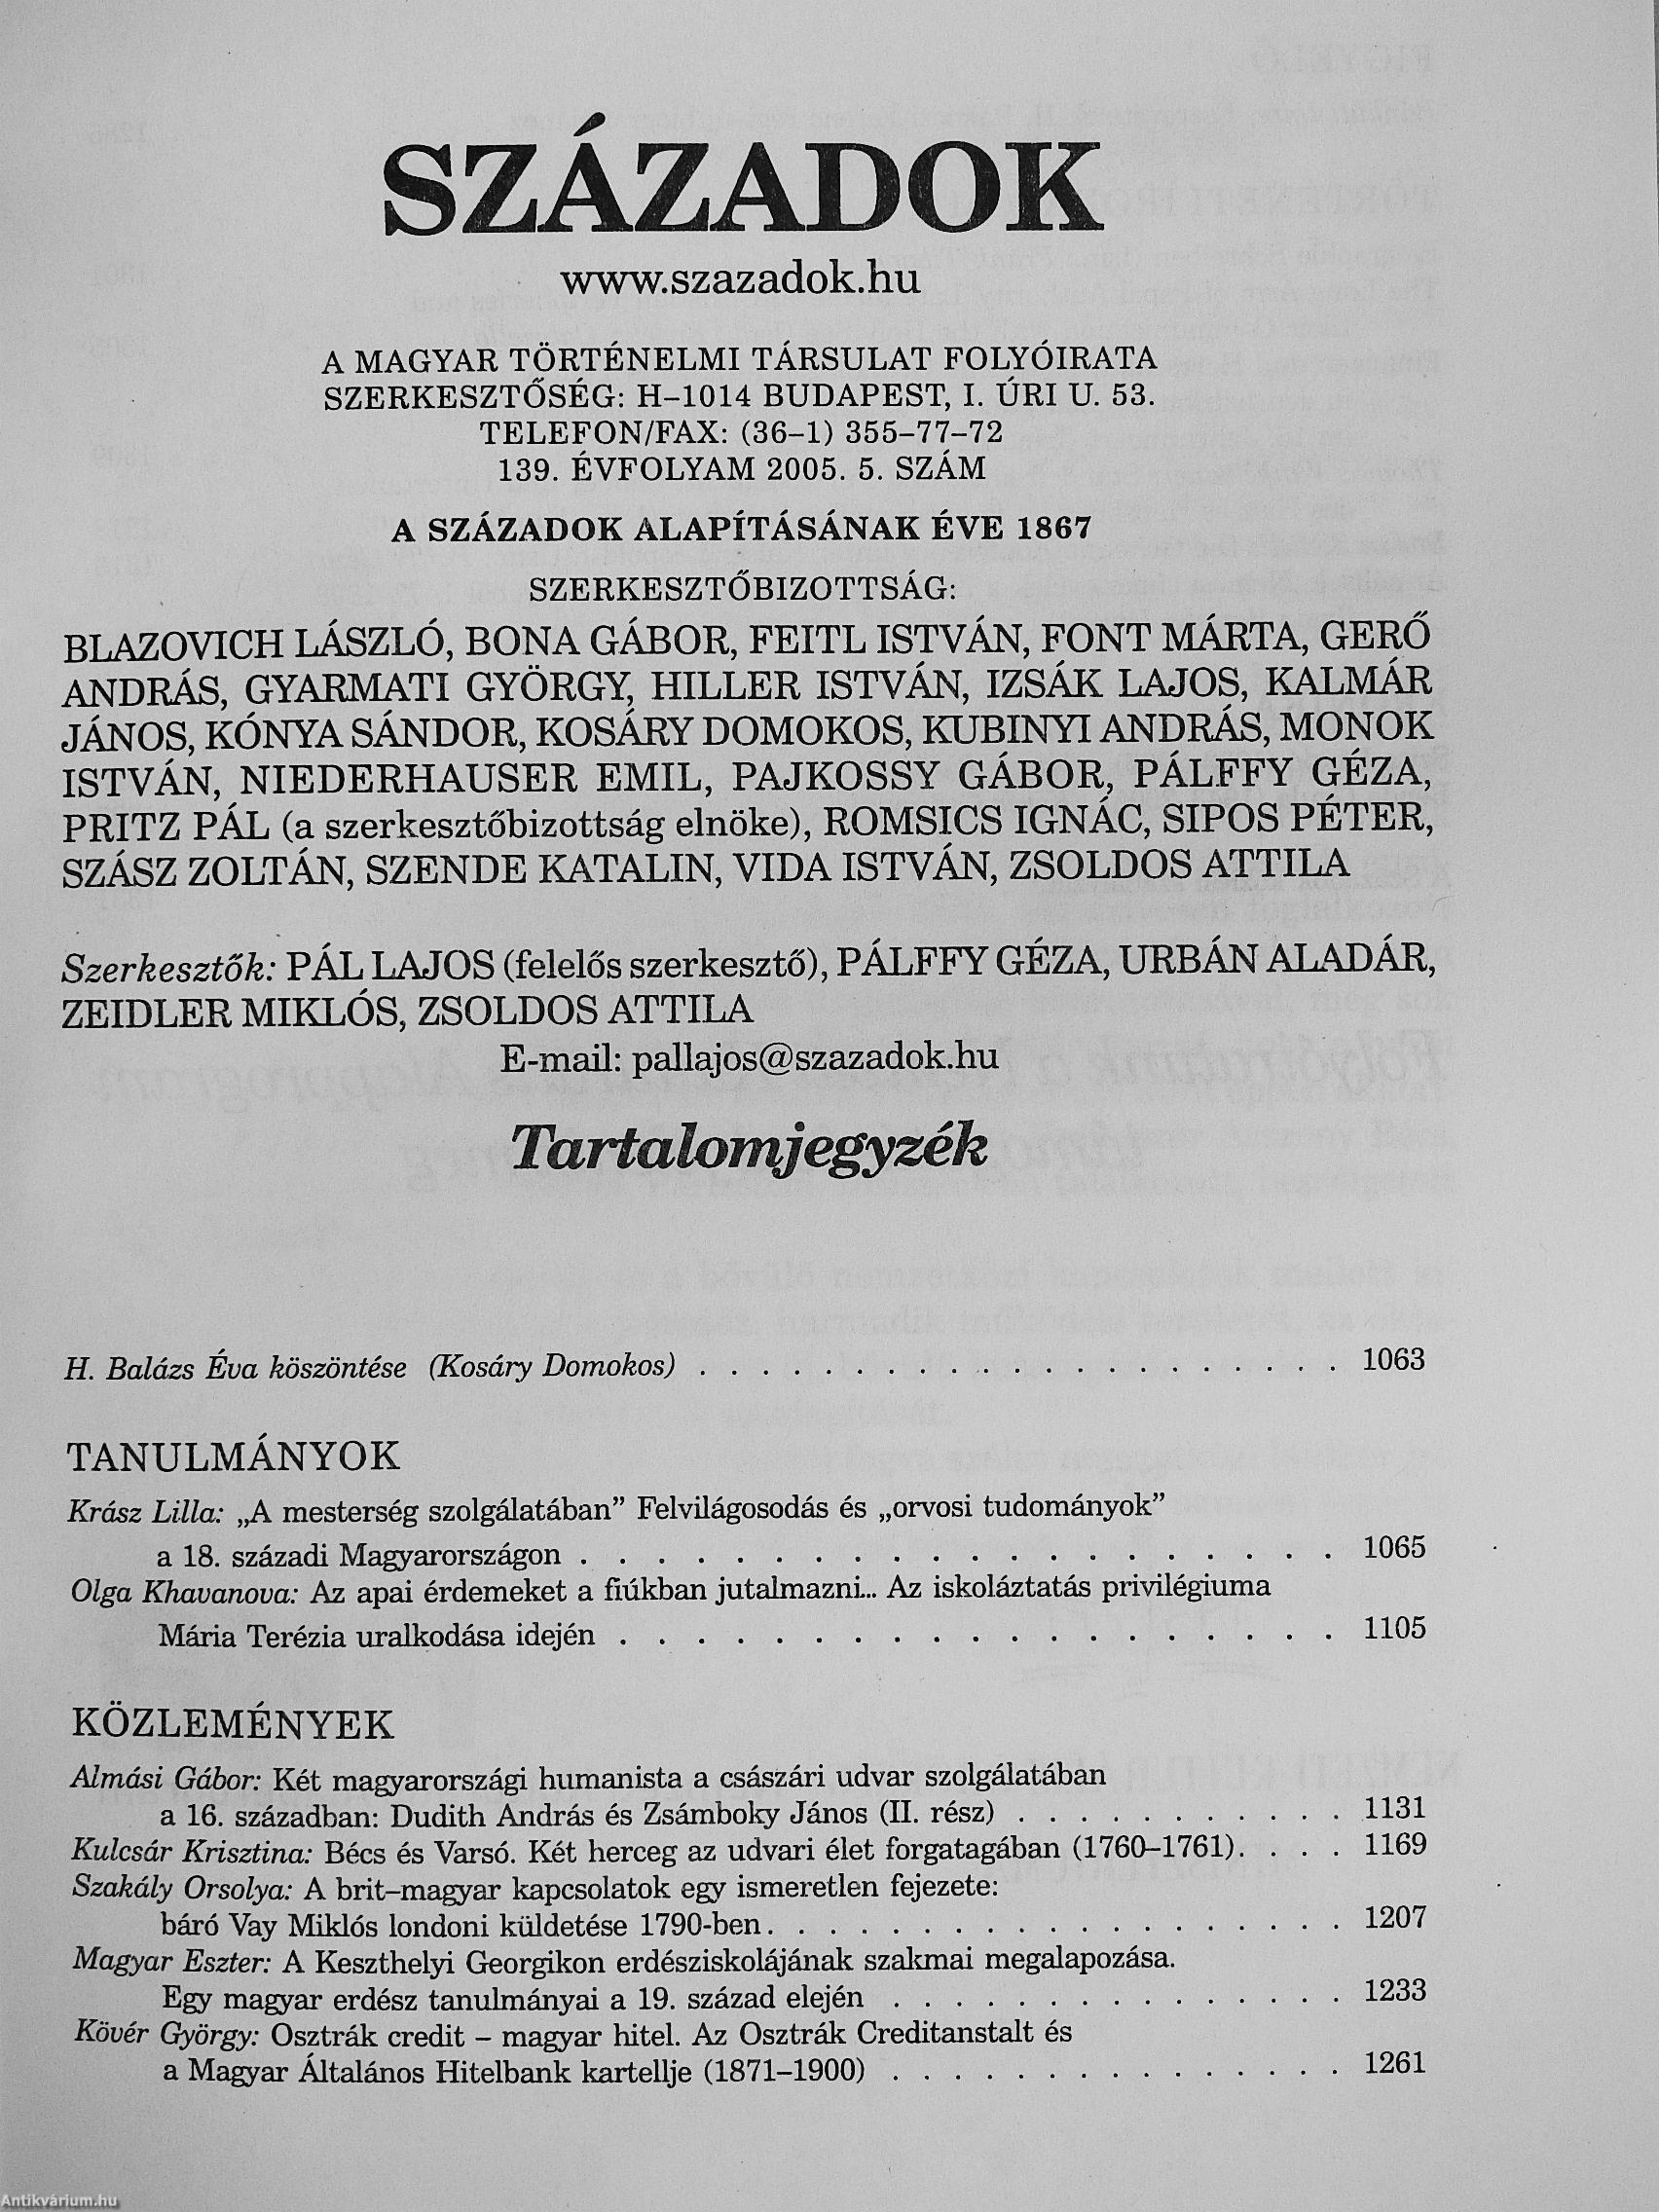 SZÁZADOK
www.szazadok.hu
A MAGYAR TÖRTÉNELMI TÁRSULAT FOLYÓIRATA
SZERKESZTŐSÉG: H–1014 BUDAPEST, I. ÚRI U. 53.
TELEFON/FAX: (36–1) 355–77–72
139. ÉVFOLYAM 2005. 5. SZÁM
A SZÁZADOK ALAPÍTÁSÁNAK ÉVE 1867
SZERKESZTŐBIZOTTSÁG:
BLAZOVICH LÁSZLÓ, BONA GÁBOR, FEITL ISTVÁN, FONT MÁRTA, GERŐ
ANDRÁS, GYARMATI GYÖRGY, HILLER ISTVÁN, IZSÁK LAJOS, KALMÁR
JÁNOS, KÓNYA SÁNDOR, KOSÁRY DOMOKOS, KUBINYI ANDRÁS, MONOK
ISTVÁN, NIEDERHAUSER EMIL, PAJKOSSY GÁBOR, PÁLFFY GÉZA,
PRITZ PÁL (a szerkesztőbizottság elnöke), ROMSICS IGNÁC, SIPOS PÉTER,
SZÁSZ ZOLTÁN, SZENDE KATALIN, VIDA ISTVÁN, ZSOLDOS ATTILA
Szerkesztők: PÁL LAJOS (felelős szerkesztő), PÁLFFY GÉZA, URBÁN ALADÁR,
ZEIDLER MIKLÓS, ZSOLDOS ATTILA
E-mail: pallajos@szazadok.hu
Tartalomjegyzék
H. Balázs Éva köszöntése (Kosáry Domokos) . . . . . . . . . . . . . . . . . . . . . 1063
TANULMÁNYOK
Krász Lilla: „A mesterség szolgálatában” Felvilágosodás és „orvosi tudományok”
a 18. századi Magyarországon . . . . . . . . . . . . . . . . . . . . 1065
Olga Khavanova: Az apai érdemeket a fiúkban jutalmazni... Az iskoláztatás privilégiuma
Mária Terézia uralkodása idején . . . . . . . . . . . . . . . . . . . 1105
KÖZLEMÉNYEK
Almási Gábor: Két magyarországi humanista a császári udvar szolgálatában
a 16. században: Dudith András és Zsámboky János (II. rész) . . . . . . . . . . . 1131
Kulcsár Krisztina: Bécs és Varsó. Két herceg az udvari élet forgatagában (1760–1761). . . . 1169
Szakály Orsolya: A brit–magyar kapcsolatok egy ismeretlen fejezete:
báró Vay Miklós londoni küldetése 1790-ben. . . . . . . . . . . . . . . . . . . 1207
Magyar Eszter: A Keszthelyi Georgikon erdésziskolájának szakmai megalapozása.
Egy magyar erdész tanulmányai a 19. század elején . . . . . . . . . . . . . . . 1233
Kövér György: Osztrák credit – magyar hitel. Az Osztrák Creditanstalt és
a Magyar Általános Hitelbank kartellje (1871–1900) . . . . . . . . . . . . . . . 1261
Antikvárium.hu